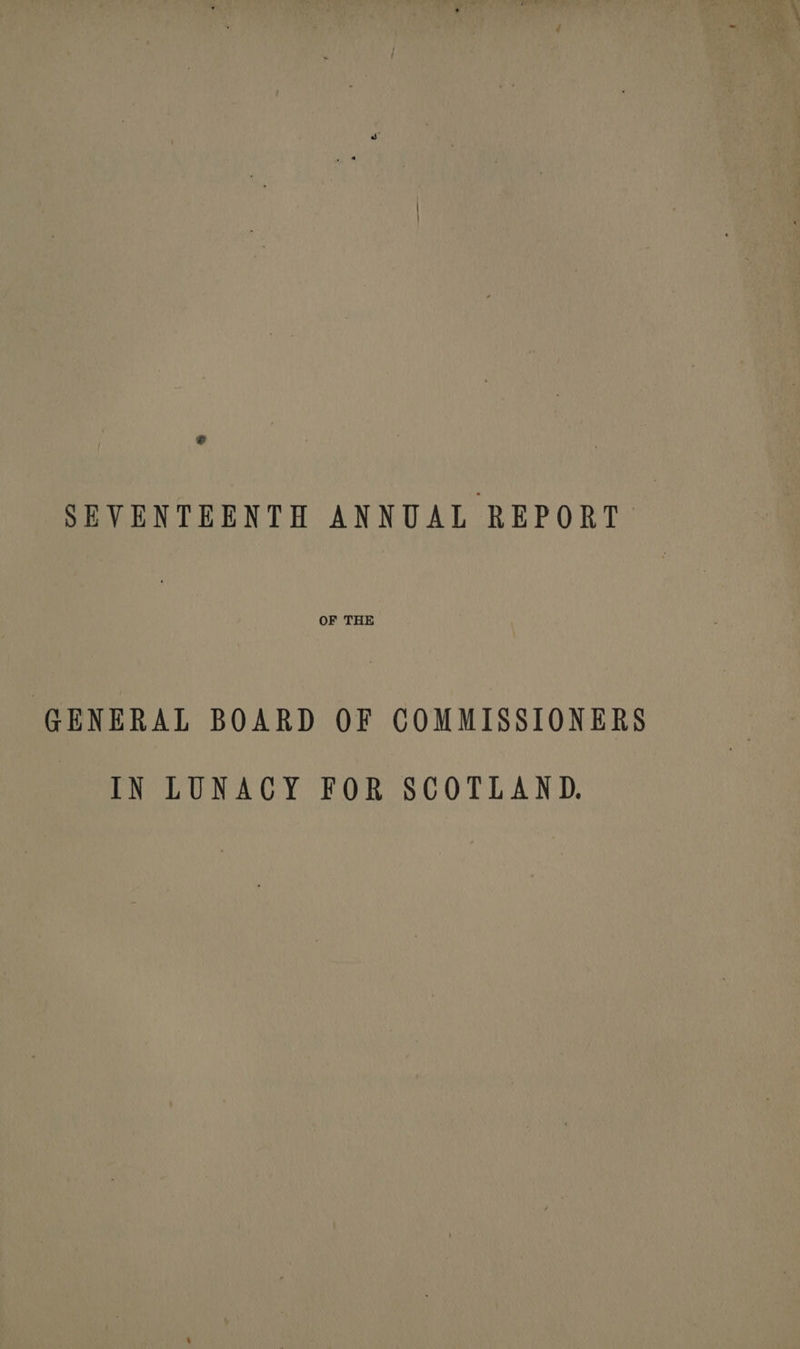 SEVENTEENTH ANNUAL REPORT
OF THE
GENERAL BOARD OF COMMISSIONERS
IN LUNACY FOR SCOTLAND.